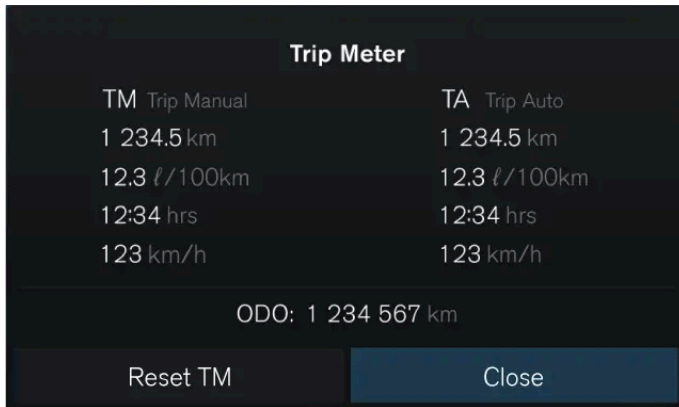 Trip Meter
TM Trip Manual
1 234.5 km
12.3 ℓ/100km
12:34 hrs
123 km/h
TA Trip Auto
1 234.5 km
12.3 ℓ/100km
12:34 hrs
123 km/h
ODO: 1 234 567 km
Reset TM
Close